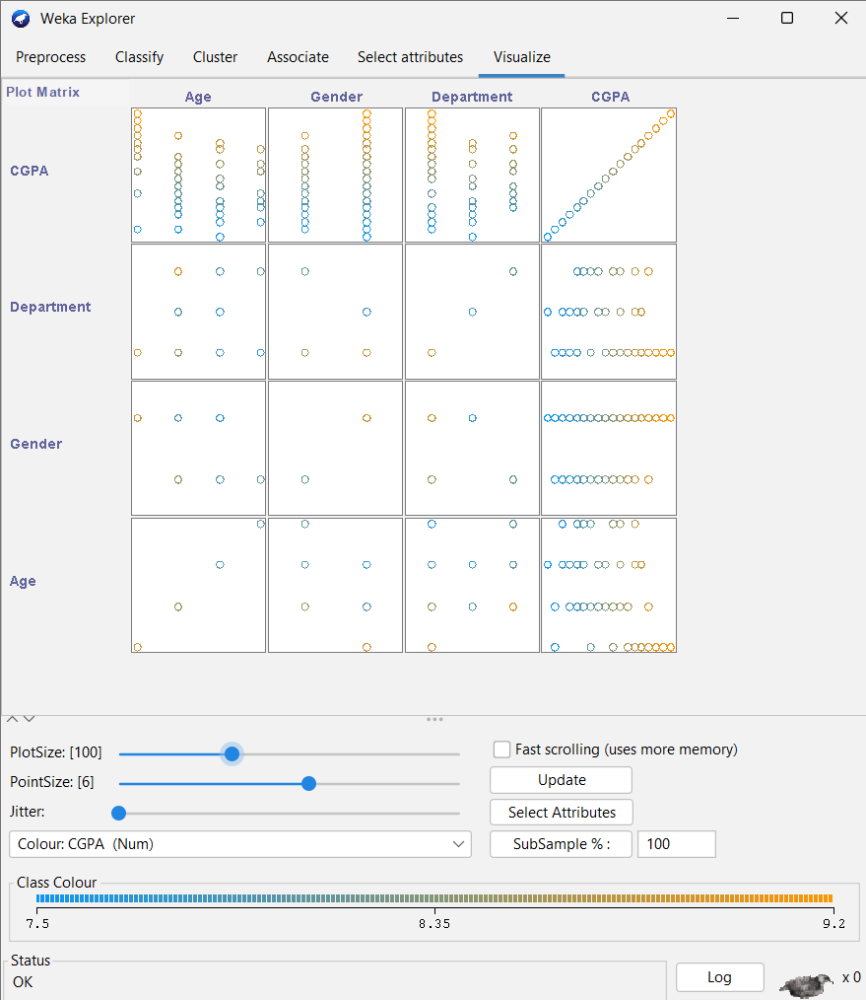 Weka Explorer
Preprocess Classify Cluster Associate Select attributes Visualize
Plot Matrix Age Gender Department CGPA
CGPA
Department
Gender
Age
PlotSize: [100] Fast scrolling (uses more memory)
PointSize: [6] Update
Jitter: Select Attributes
Colour: CGPA (Num) SubSample % : 100
Class Colour
7.5 8.35 9.2
Status
OK Log x 0